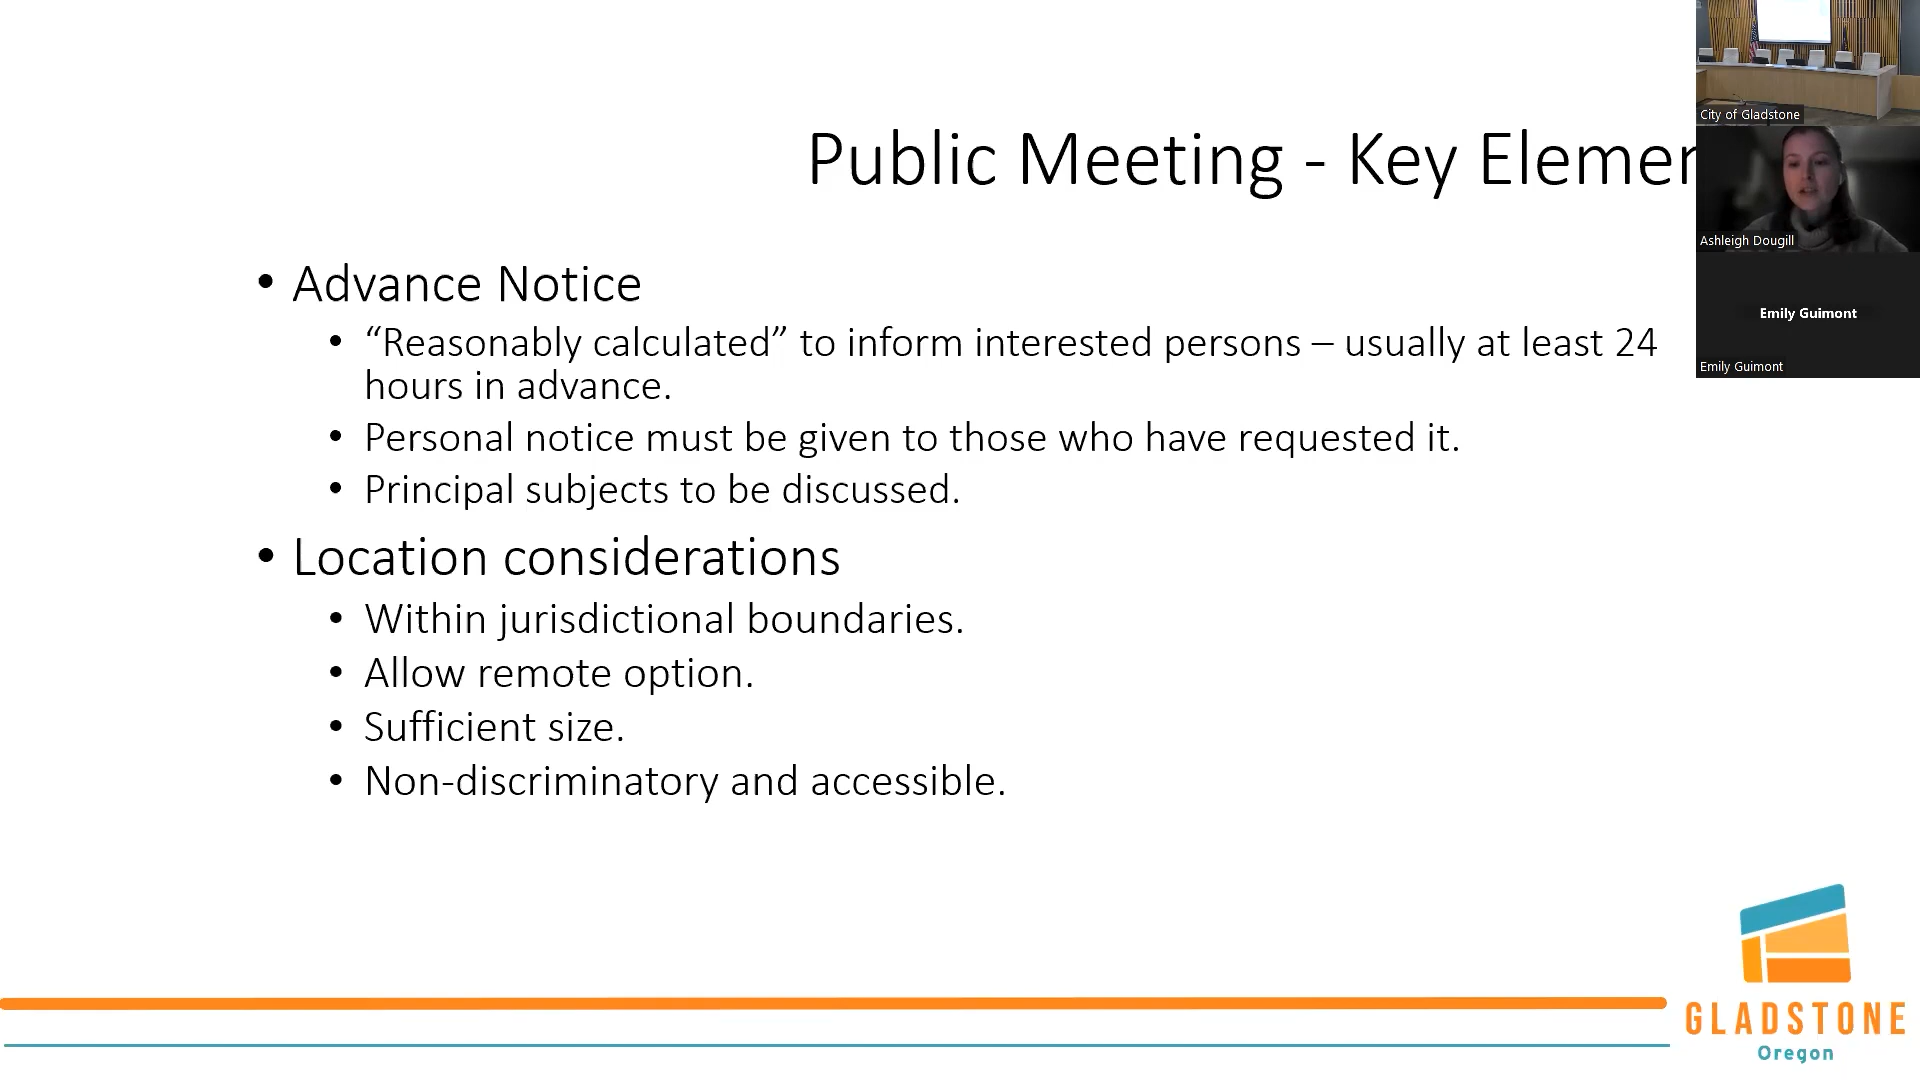 Public Meeting - Key Elemen
• Advance Notice
• “Reasonably calculated” to inform interested persons – usually at least 24
hours in advance.
• Personal notice must be given to those who have requested it.
• Principal subjects to be discussed.
• Location considerations
• Within jurisdictional boundaries.
• Allow remote option.
• Sufficient size.
• Non-discriminatory and accessible.
City of Gladstone
Ashleigh Dougill
Emily Guimont
Emily Guimont
GLADSTONE
Oregon